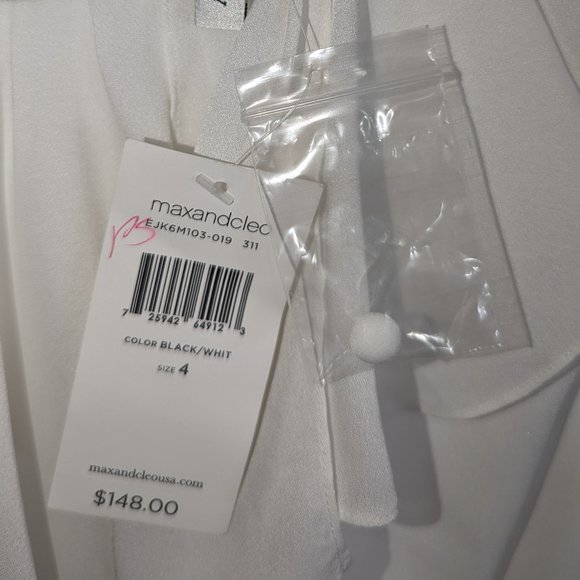 maxandcleo
EJK6M103-019 311
7 25942 64912 3
COLOR BLACK/WHIT
SIZE 4
maxandcleousa.com
$148.00